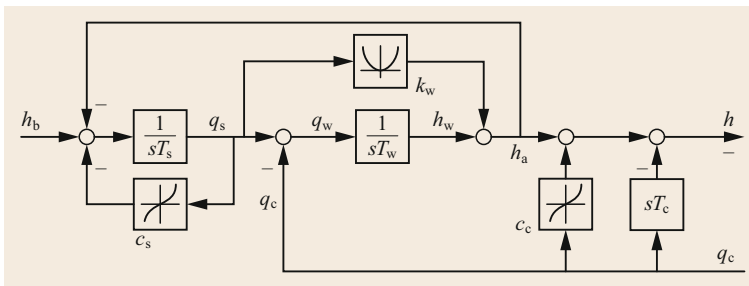 k_w
h_b
−
1
sT_s
q_s
q_w
1
sT_w
h_w
h_a
h
−
−
−
q_c
c_s
c_c
−
sT_c
q_c